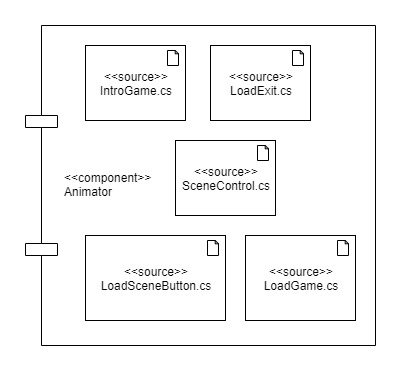 <<source>>
IntroGame.cs
<<source>>
LoadExit.cs
<<component>>
Animator
<<source>>
SceneControl.cs
<<source>>
LoadSceneButton.cs
<<source>>
LoadGame.cs